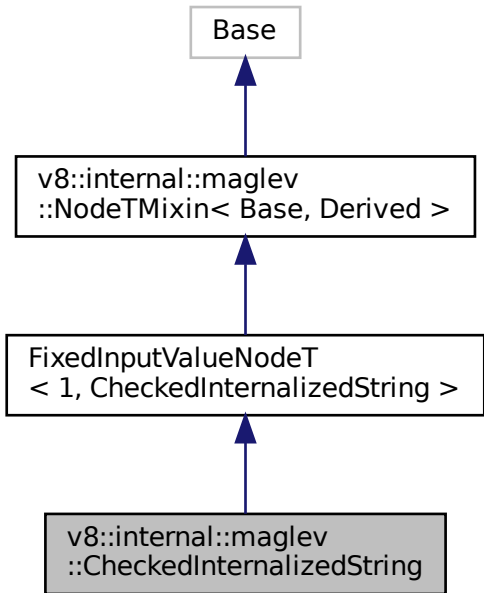 Base
v8::internal::maglev
::NodeTMixin< Base, Derived >
FixedInputValueNodeT
< 1, CheckedInternalizedString >
v8::internal::maglev
::CheckedInternalizedString